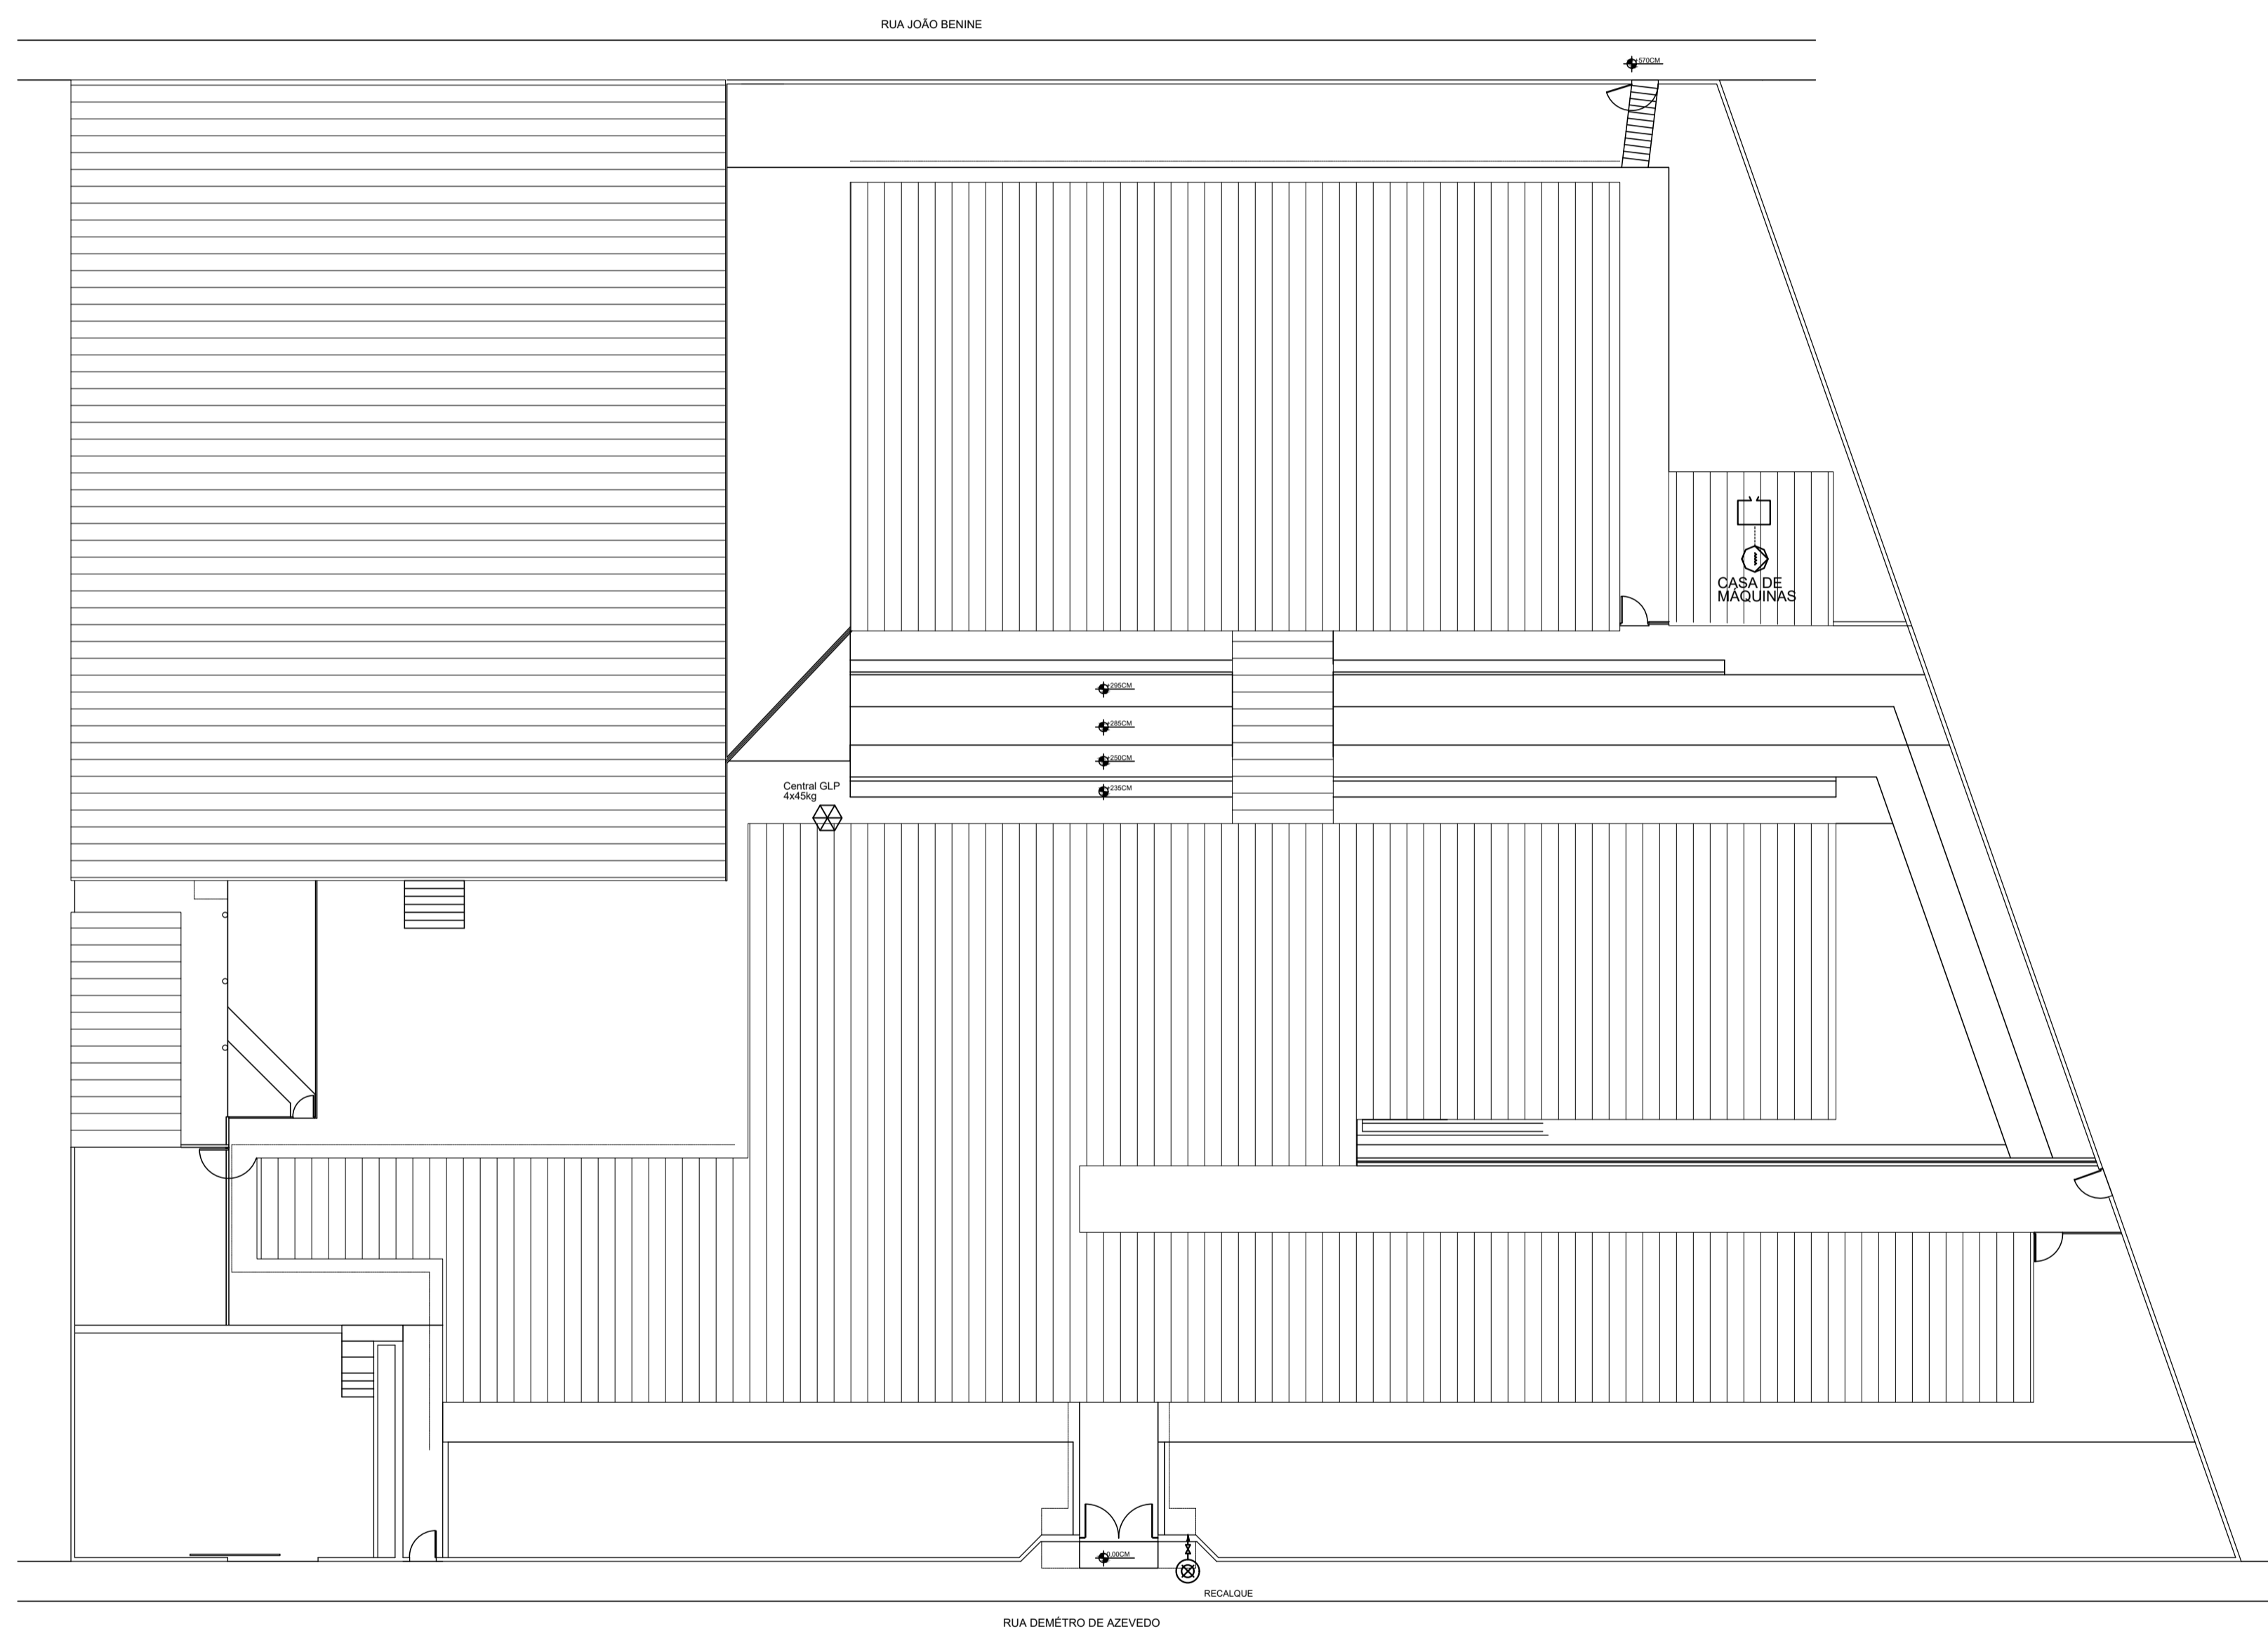 RUA JOÃO BENINE
+570CM
CASA DE
MÁQUINAS
+295CM
+285CM
+250CM
+235CM
Central GLP
4x45kg
0.00CM
RECALQUE
RUA DEMÉTRO DE AZEVEDO